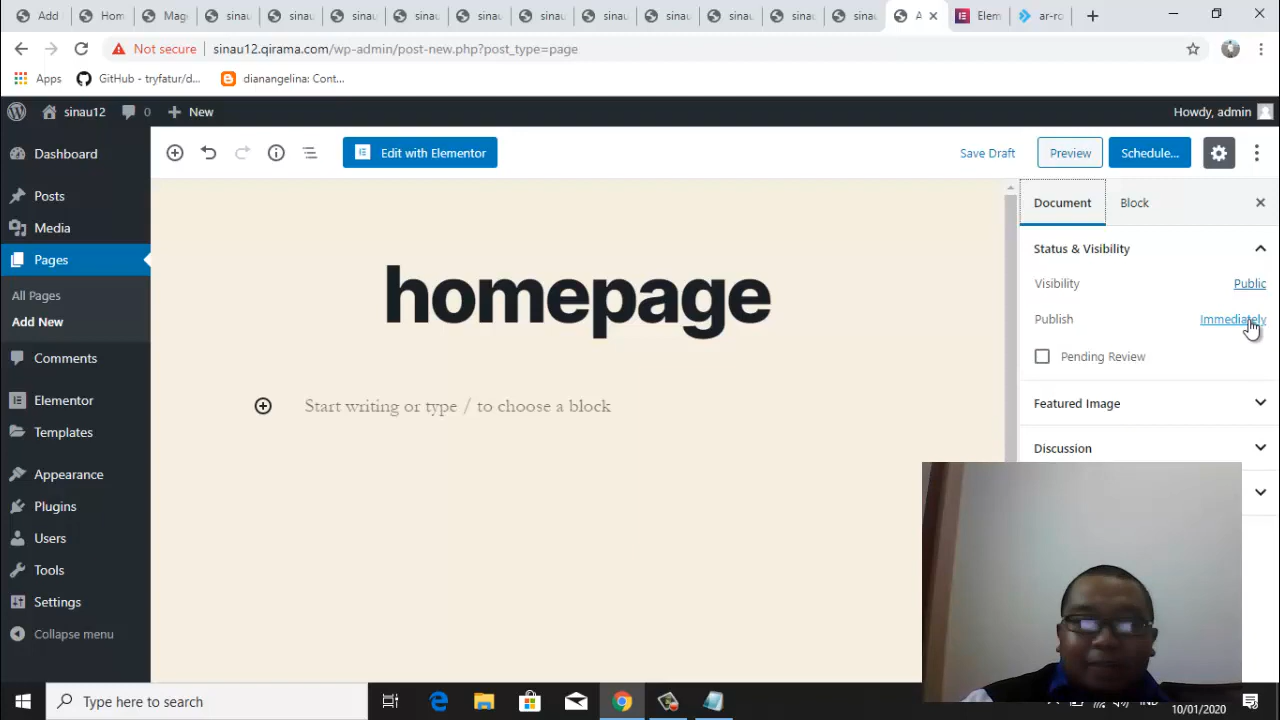 Add
Hom
Mag
sinau
sinau
sinau
sinau
sinau
sinau
sinau
sinau
sinau
sinau
sinau
A
Elem
ar-ro
Not secure
sinau12.qirama.com/wp-admin/post-new.php?post_type=page
Apps
GitHub - tryfatur/d...
dianangelina: Cont...
sinau12
0
New
Howdy, admin
Dashboard
Posts
Media
Pages
All Pages
Add New
Comments
Elementor
Templates
Appearance
Plugins
Users
Tools
Settings
Collapse menu
Edit with Elementor
Save Draft
Preview
Schedule...
homepage
Start writing or type / to choose a block
Document
Block
Status & Visibility
Visibility
Public
Publish
Immediately
Pending Review
Featured Image
Discussion
Type here to search
IND
10/01/2020